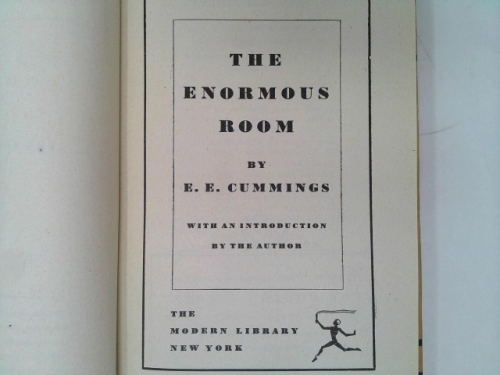 THE
ENORMOUS
ROOM
BY
E. E. CUMMINGS
WITH AN INTRODUCTION
BY THE AUTHOR
THE
MODERN LIBRARY
NEW YORK